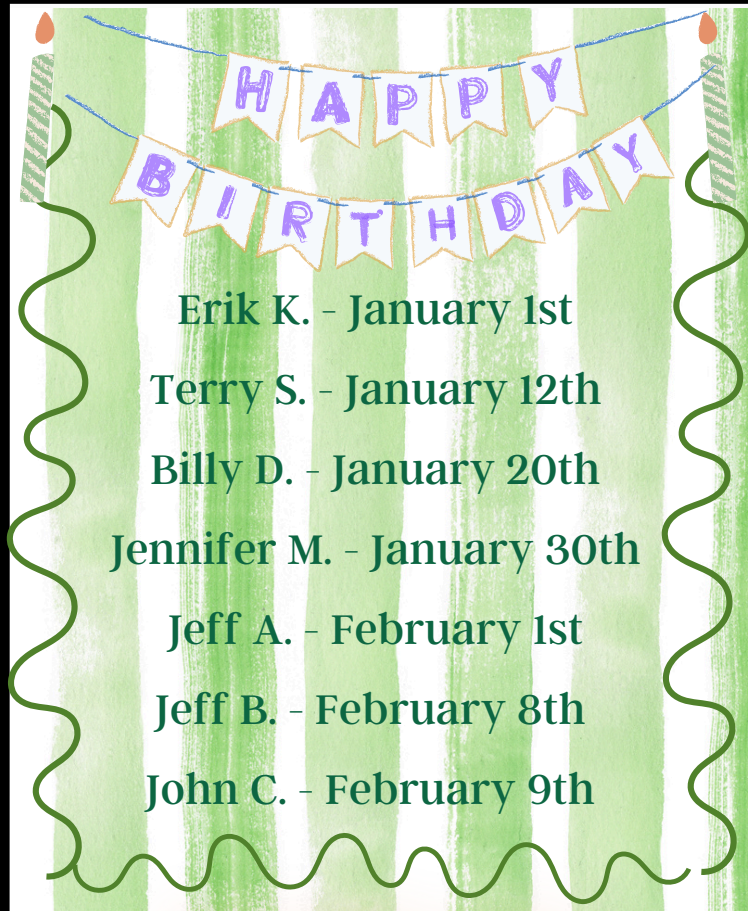 HAPPY
BIRTHDAY
Erik K. - January 1st
Terry S. - January 12th
Billy D. - January 20th
Jennifer M. - January 30th
Jeff A. - February 1st
Jeff B. - February 8th
John C. - February 9th